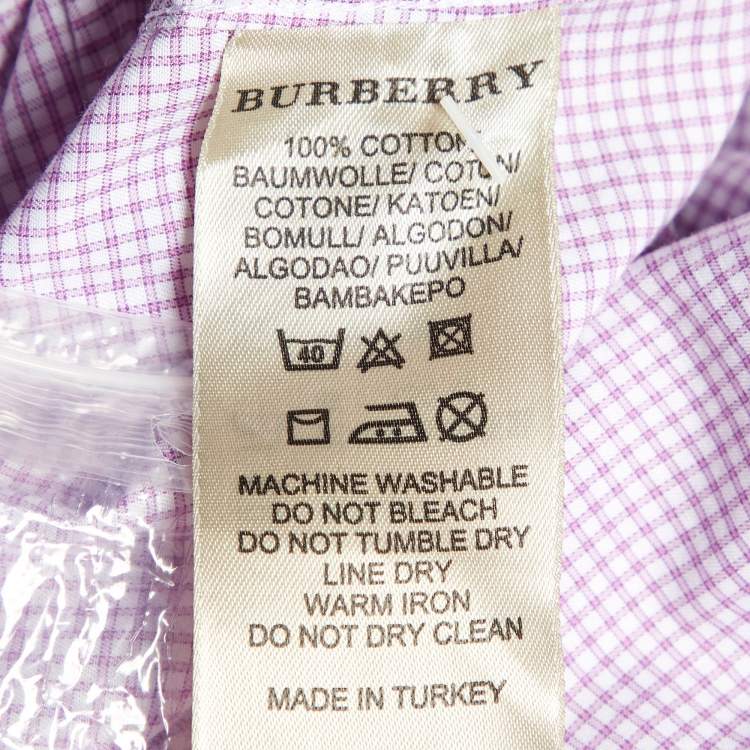 BURBERRY
100% COTTON/
BAUMWOLLE/ COTUN/
COTONE/ KATOEN/
BOMULL/ ALGODON/
ALGODAO/ PUUVILLA/
BAMBAKEPO
40
MACHINE WASHABLE
DO NOT BLEACH
DO NOT TUMBLE DRY
LINE DRY
WARM IRON
DO NOT DRY CLEAN
MADE IN TURKEY